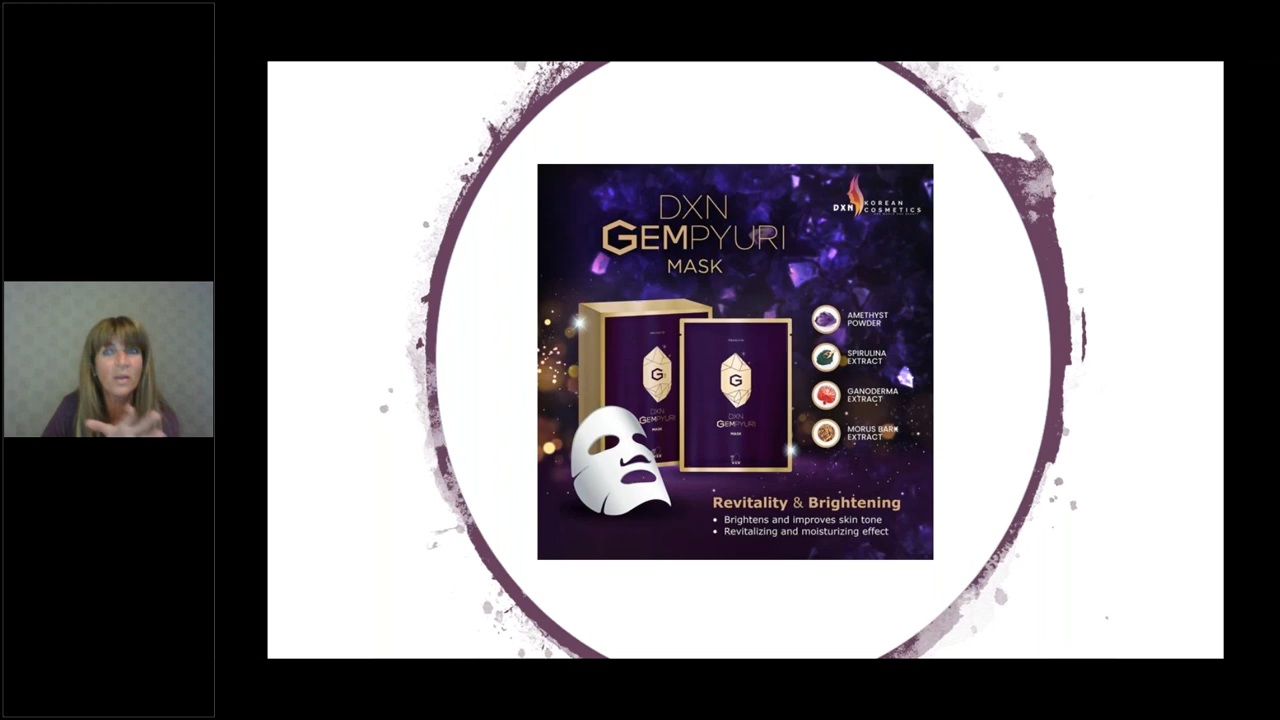 DXN
GEMPYURI
MASK
DXN KOREAN
COSMETICS
AMETHYST
POWDER
SPIRULINA
EXTRACT
GANODERMA
EXTRACT
MORUS BARK
EXTRACT
G
DXN
GEMPYURI
MASK
G
DXN
GEMPYURI
MASK
Revitality & Brightening
• Brightens and improves skin tone
• Revitalizing and moisturizing effect